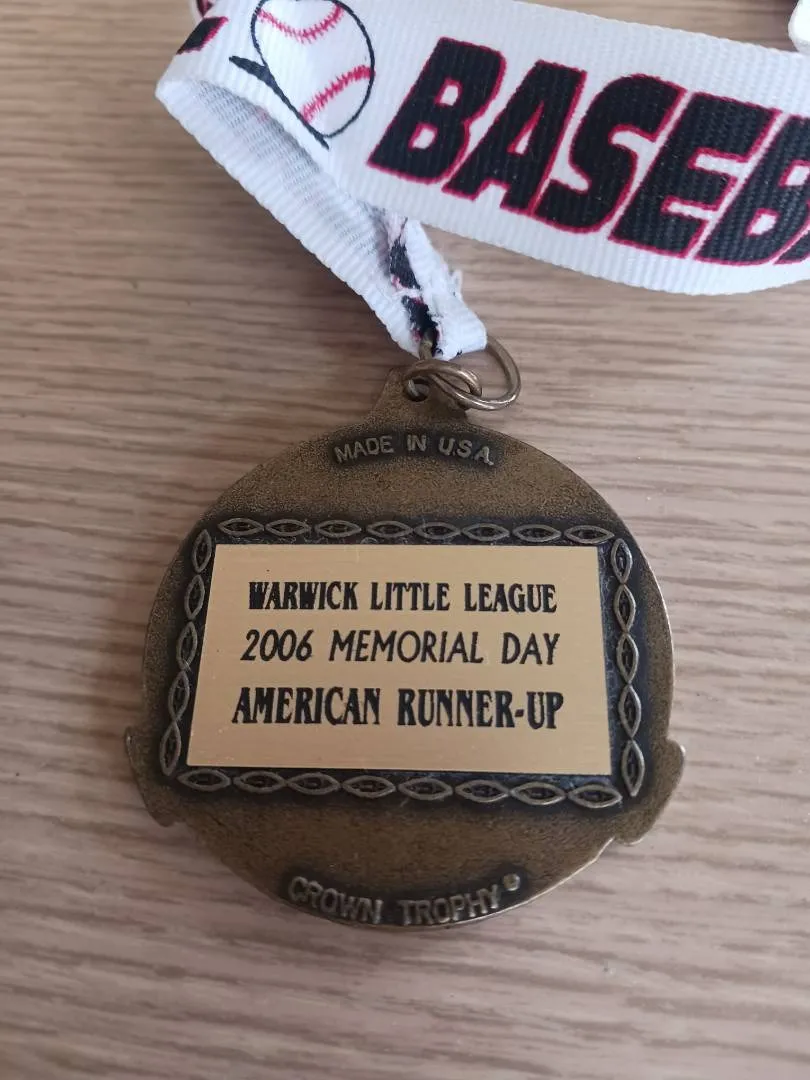 BASEB
MADE IN U.S.A.
WARWICK LITTLE LEAGUE
2006 MEMORIAL DAY
AMERICAN RUNNER-UP
CROWN TROPHY®